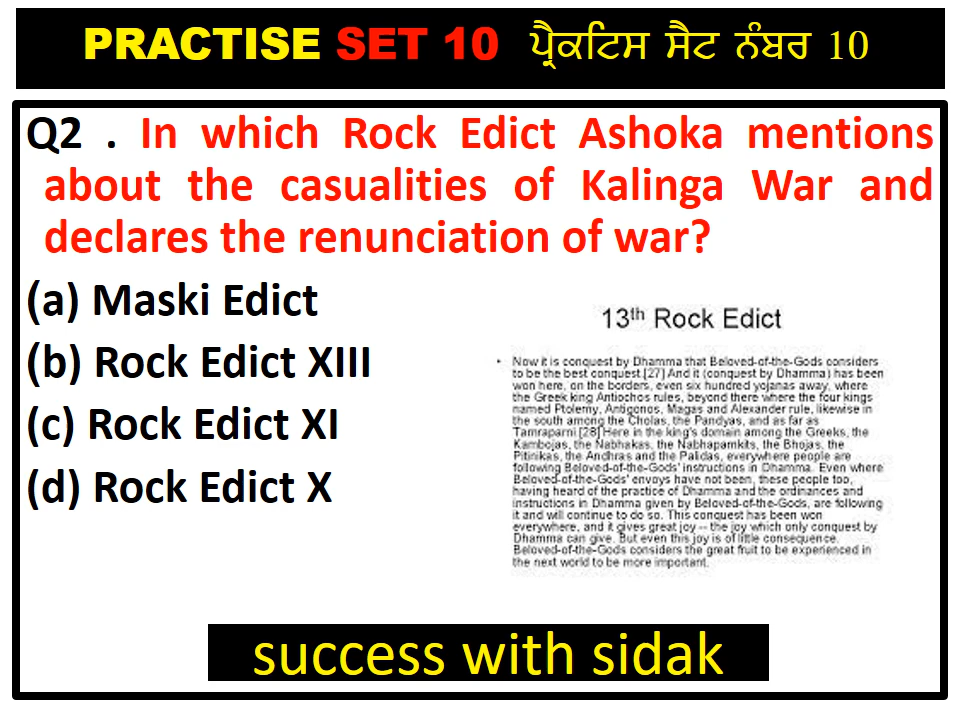 PRACTISE SET 10 ਪ੍ਰੈਕਟਿਸ ਸੈਟ ਨੰਬਰ 10
Q2 . In which Rock Edict Ashoka mentions
about the casualities of Kalinga War and
declares the renunciation of war?
(a) Maski Edict
(b) Rock Edict XIII
(c) Rock Edict XI
(d) Rock Edict X
13th Rock Edict
• Now it is conquest by Dhamma that Beloved-of-the-Gods considers
to be the best conquest.[27] And it (conquest by Dhamma) has been
won here, on the borders, even six hundred yojanas away, where
the Greek king Antiochos rules, beyond there where the four kings
named Ptolemy, Antigonos, Magas and Alexander rule, likewise in
the south among the Cholas, the Pandyas, and as far as
Tamraparni.[28] Here in the king's domain among the Greeks, the
Kambojas, the Nabhakas, the Nabhapamkits, the Bhojas, the
Pitinikas, the Andhras and the Palidas, everywhere people are
following Beloved-of-the-Gods' instructions in Dhamma. Even where
Beloved-of-the-Gods' envoys have not been, these people too,
having heard of the practice of Dhamma and the ordinances and
instructions in Dhamma given by Beloved-of-the-Gods, are following
it and will continue to do so. This conquest has been won
everywhere, and it gives great joy -- the joy which only conquest by
Dhamma can give. But even this joy is of little consequence.
Beloved-of-the-Gods considers the great fruit to be experienced in
the next world to be more important.
success with sidak